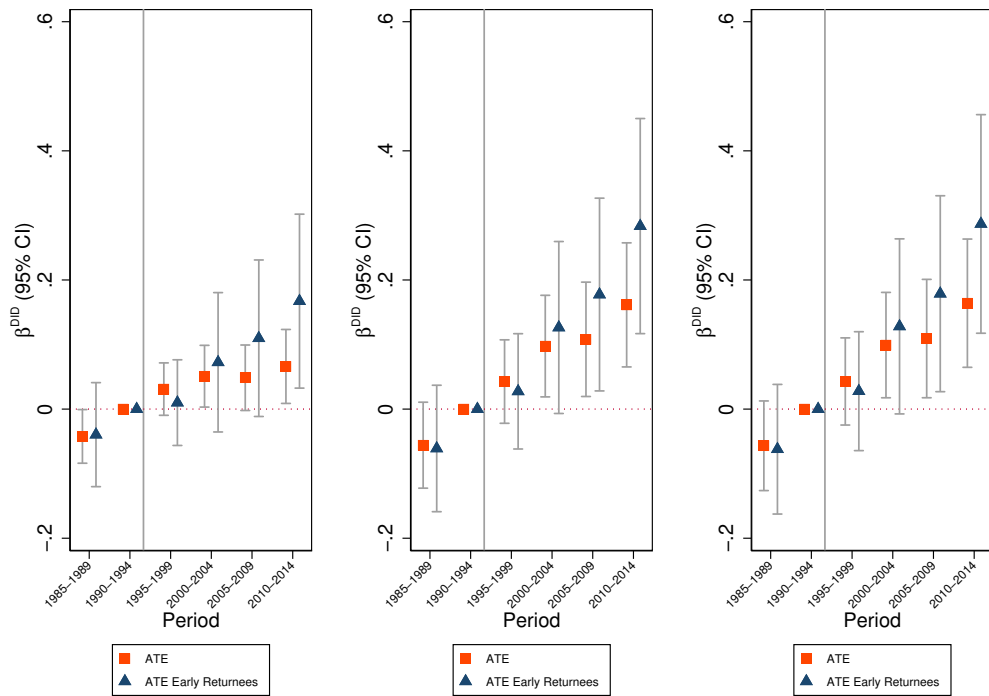 .6
.4
.2
0
-.2
β^DID (95% CI)
1985–1989
1990–1994
1995–1999
2000–2004
2005–2009
2010–2014
Period
ATE
ATE Early Returnees
.6
.4
.2
0
-.2
β^DID (95% CI)
1985–1989
1990–1994
1995–1999
2000–2004
2005–2009
2010–2014
Period
ATE
ATE Early Returnees
.6
.4
.2
0
-.2
β^DID (95% CI)
1985–1989
1990–1994
1995–1999
2000–2004
2005–2009
2010–2014
Period
ATE
ATE Early Returnees